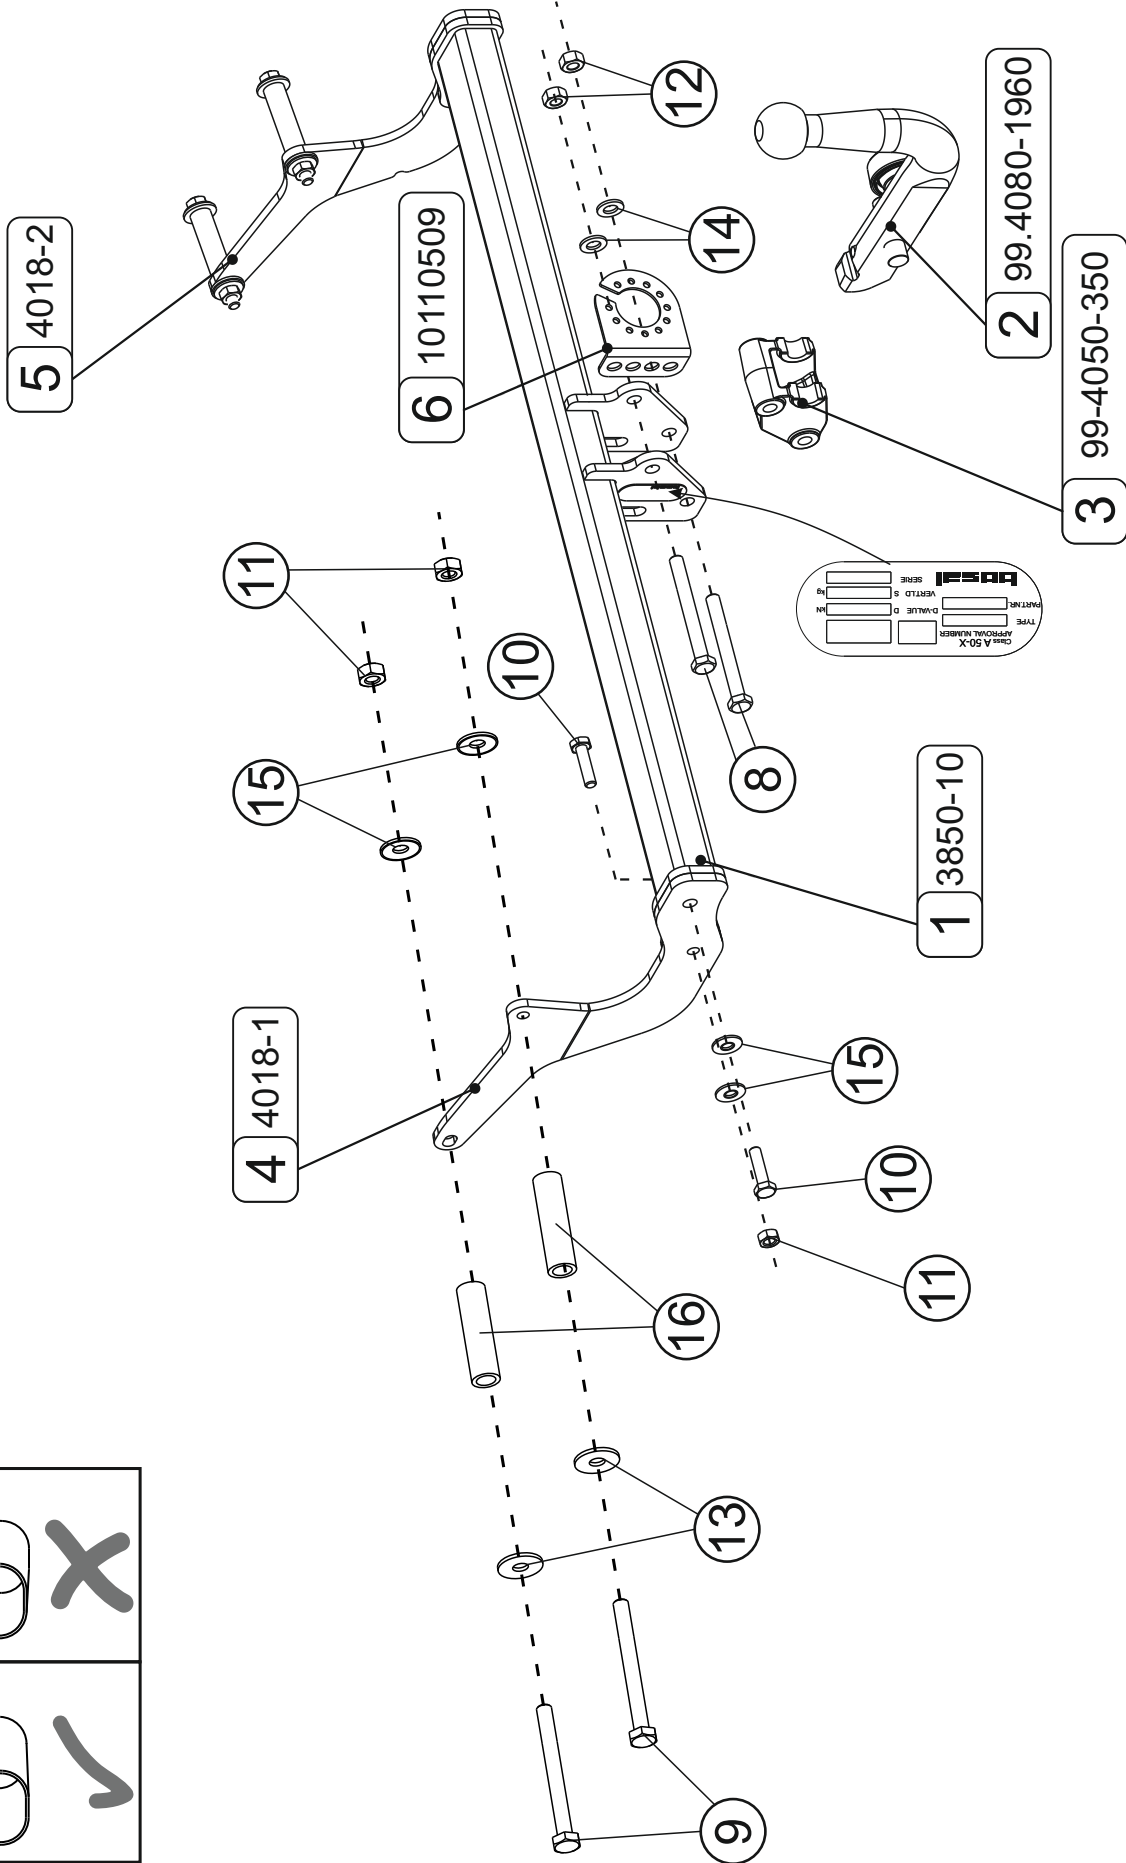 5 4018-2
12
2 99.4080-1960
6 10110509
14
3 99-4050-350
11
10
bosal
SERIE
VERT.LD S kg
D-VALUE D kN
PART.NR.
TYPE
APPROVAL NUMBER
Class A 50-X
15
8
1 3850-10
4 4018-1
15
10
11
16
13
9